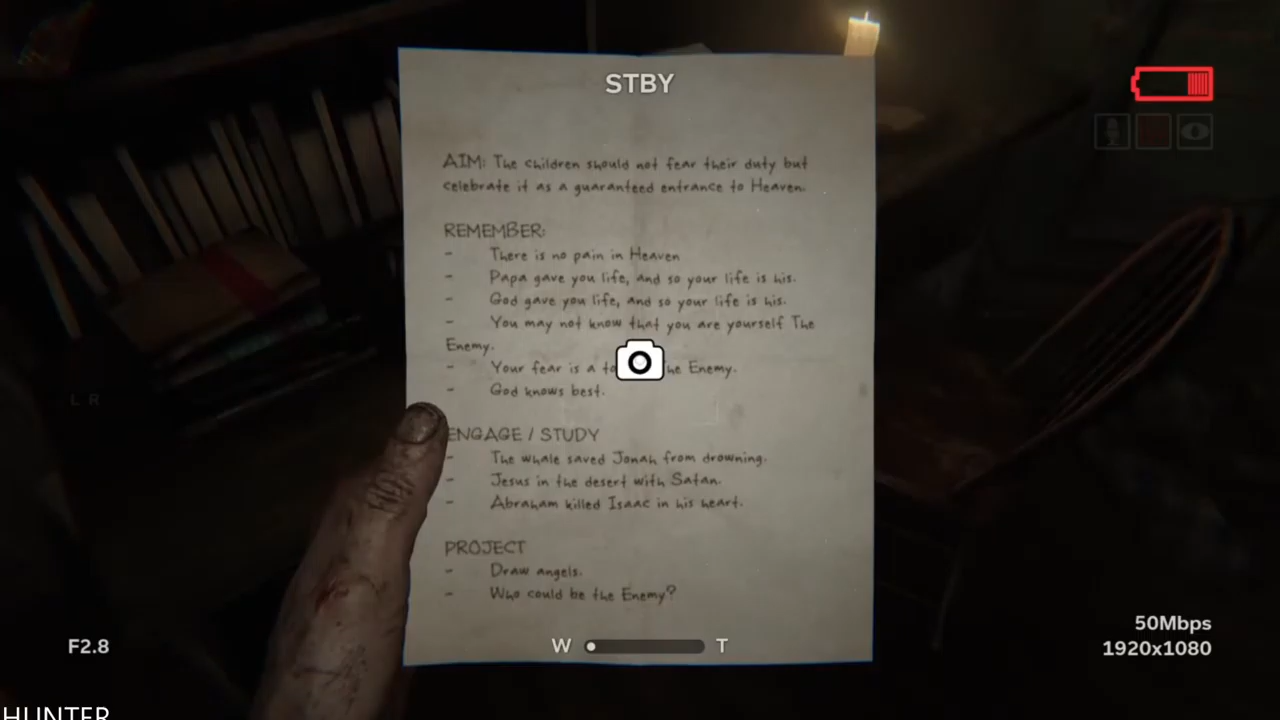 STBY
AIM: The children should not fear their duty but
celebrate it as a guaranteed entrance to Heaven.
REMEMBER:
- There is no pain in Heaven
- Papa gave you life, and so your life is his.
- God gave you life, and so your life is his.
- You may not know that you are yourself The
Enemy.
- Your fear is a Enemy.
- God knows best.
L R
ENGAGE / STUDY
- The whale saved Jonah from drowning.
- Jesus in the desert with Satan.
- Abraham killed Isaac in his heart.
PROJECT
- Draw angels.
- Who could be the Enemy?
50Mbps
F2.8
W T
1920x1080
HUNTER